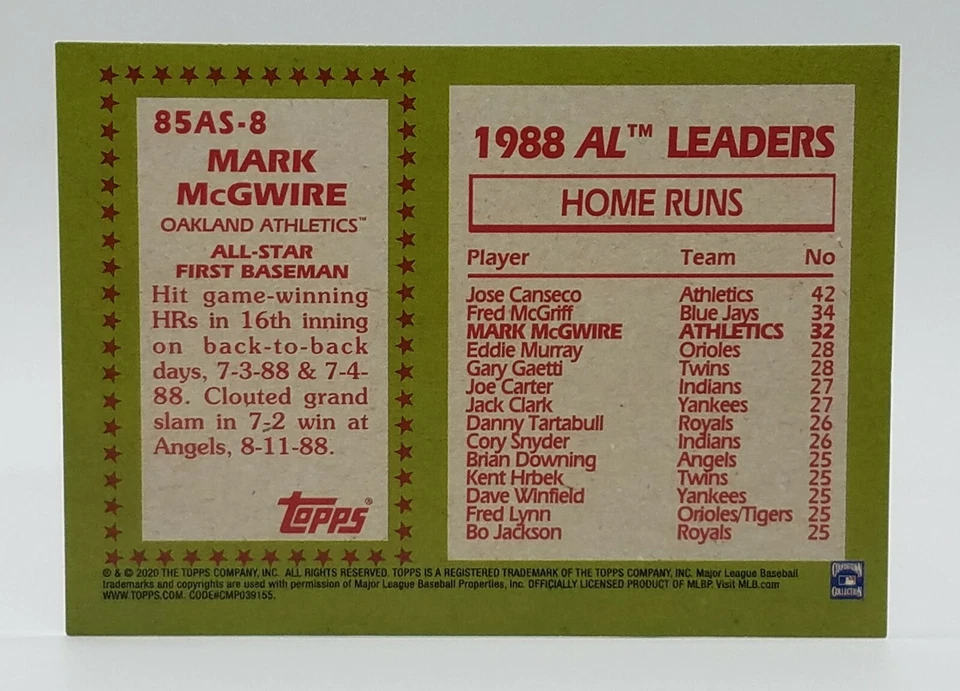 85AS-8
MARK
McGWIRE
OAKLAND ATHLETICS™
ALL-STAR
FIRST BASEMAN
Hit game-winning
HRs in 16th inning
on back-to-back
days, 7-3-88 & 7-4-
88. Clouted grand
slam in 7-2 win at
Angels, 8-11-88.
TOPPS®
1988 AL™ LEADERS
HOME RUNS
Player Team No
Jose Canseco Athletics 42
Fred McGriff Blue Jays 34
MARK McGWIRE ATHLETICS 32
Eddie Murray Orioles 28
Gary Gaetti Twins 28
Joe Carter Indians 27
Jack Clark Yankees 27
Danny Tartabull Royals 26
Cory Snyder Indians 26
Brian Downing Angels 25
Kent Hrbek Twins 25
Dave Winfield Yankees 25
Fred Lynn Orioles/Tigers 25
Bo Jackson Royals 25
® & © 2020 THE TOPPS COMPANY, INC. ALL RIGHTS RESERVED. TOPPS IS A REGISTERED TRADEMARK OF THE TOPPS COMPANY, INC. Major League Baseball
trademarks and copyrights are used with permission of Major League Baseball Properties, Inc. OFFICIALLY LICENSED PRODUCT OF MLBP. Visit MLB.com
WWW.TOPPS.COM. CODE#CMP039155.
COOPERSTOWN
COLLECTION